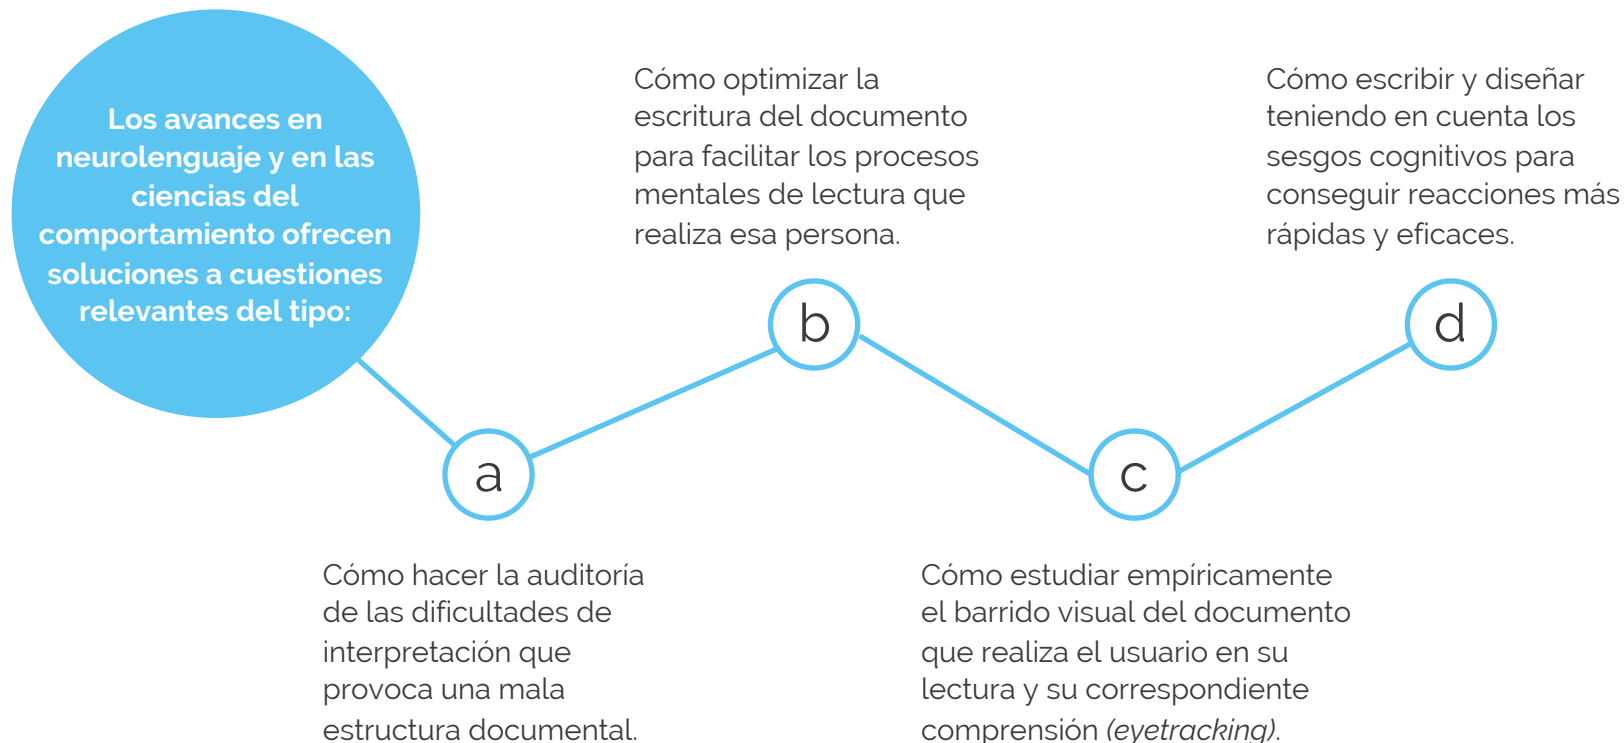 Los avances en
neurolenguaje y en las
ciencias del
comportamiento ofrecen
soluciones a cuestiones
relevantes del tipo:
a
Cómo hacer la auditoría
de las dificultades de
interpretación que
provoca una mala
estructura documental.
b
Cómo optimizar la
escritura del documento
para facilitar los procesos
mentales de lectura que
realiza esa persona.
c
Cómo estudiar empíricamente
el barrido visual del documento
que realiza el usuario en su
lectura y su correspondiente
comprensión (eyetracking).
d
Cómo escribir y diseñar
teniendo en cuenta los
sesgos cognitivos para
conseguir reacciones más
rápidas y eficaces.